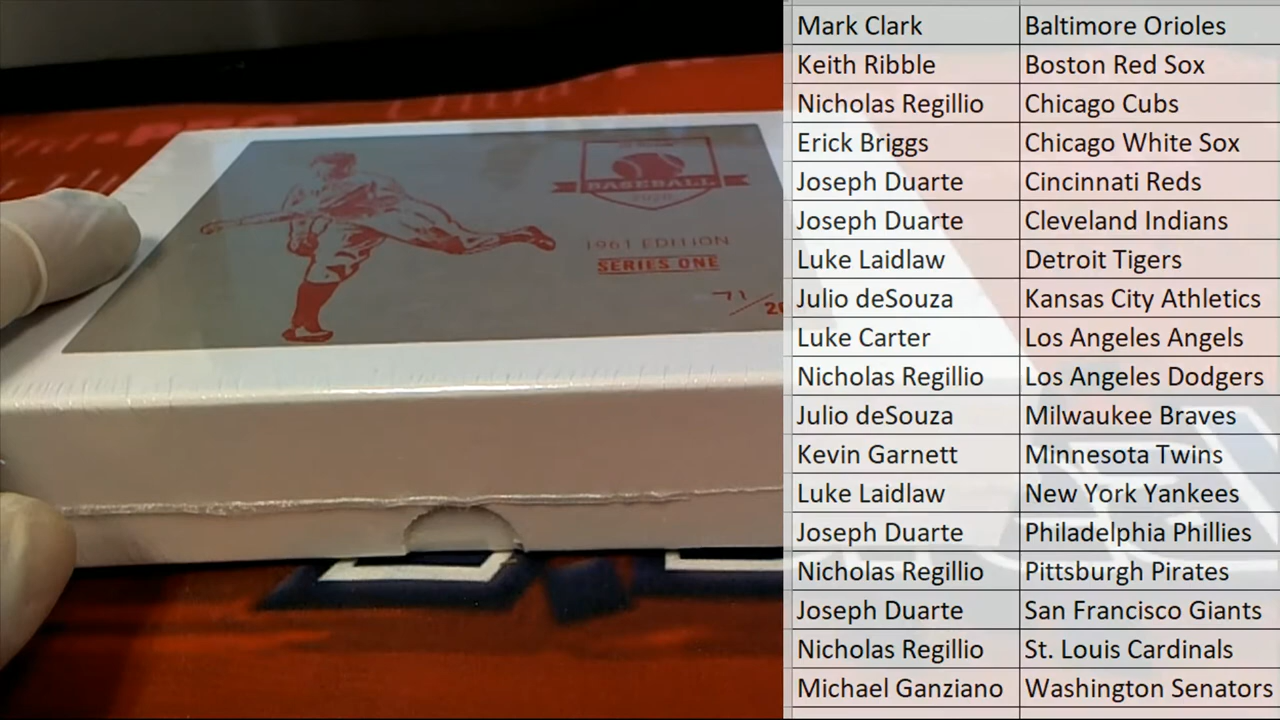 BASEBALL
2020
1961 EDITION
SERIES ONE
71/20
Mark Clark Baltimore Orioles
Keith Ribble Boston Red Sox
Nicholas Regillio Chicago Cubs
Erick Briggs Chicago White Sox
Joseph Duarte Cincinnati Reds
Joseph Duarte Cleveland Indians
Luke Laidlaw Detroit Tigers
Julio deSouza Kansas City Athletics
Luke Carter Los Angeles Angels
Nicholas Regillio Los Angeles Dodgers
Julio deSouza Milwaukee Braves
Kevin Garnett Minnesota Twins
Luke Laidlaw New York Yankees
Joseph Duarte Philadelphia Phillies
Nicholas Regillio Pittsburgh Pirates
Joseph Duarte San Francisco Giants
Nicholas Regillio St. Louis Cardinals
Michael Ganziano Washington Senators